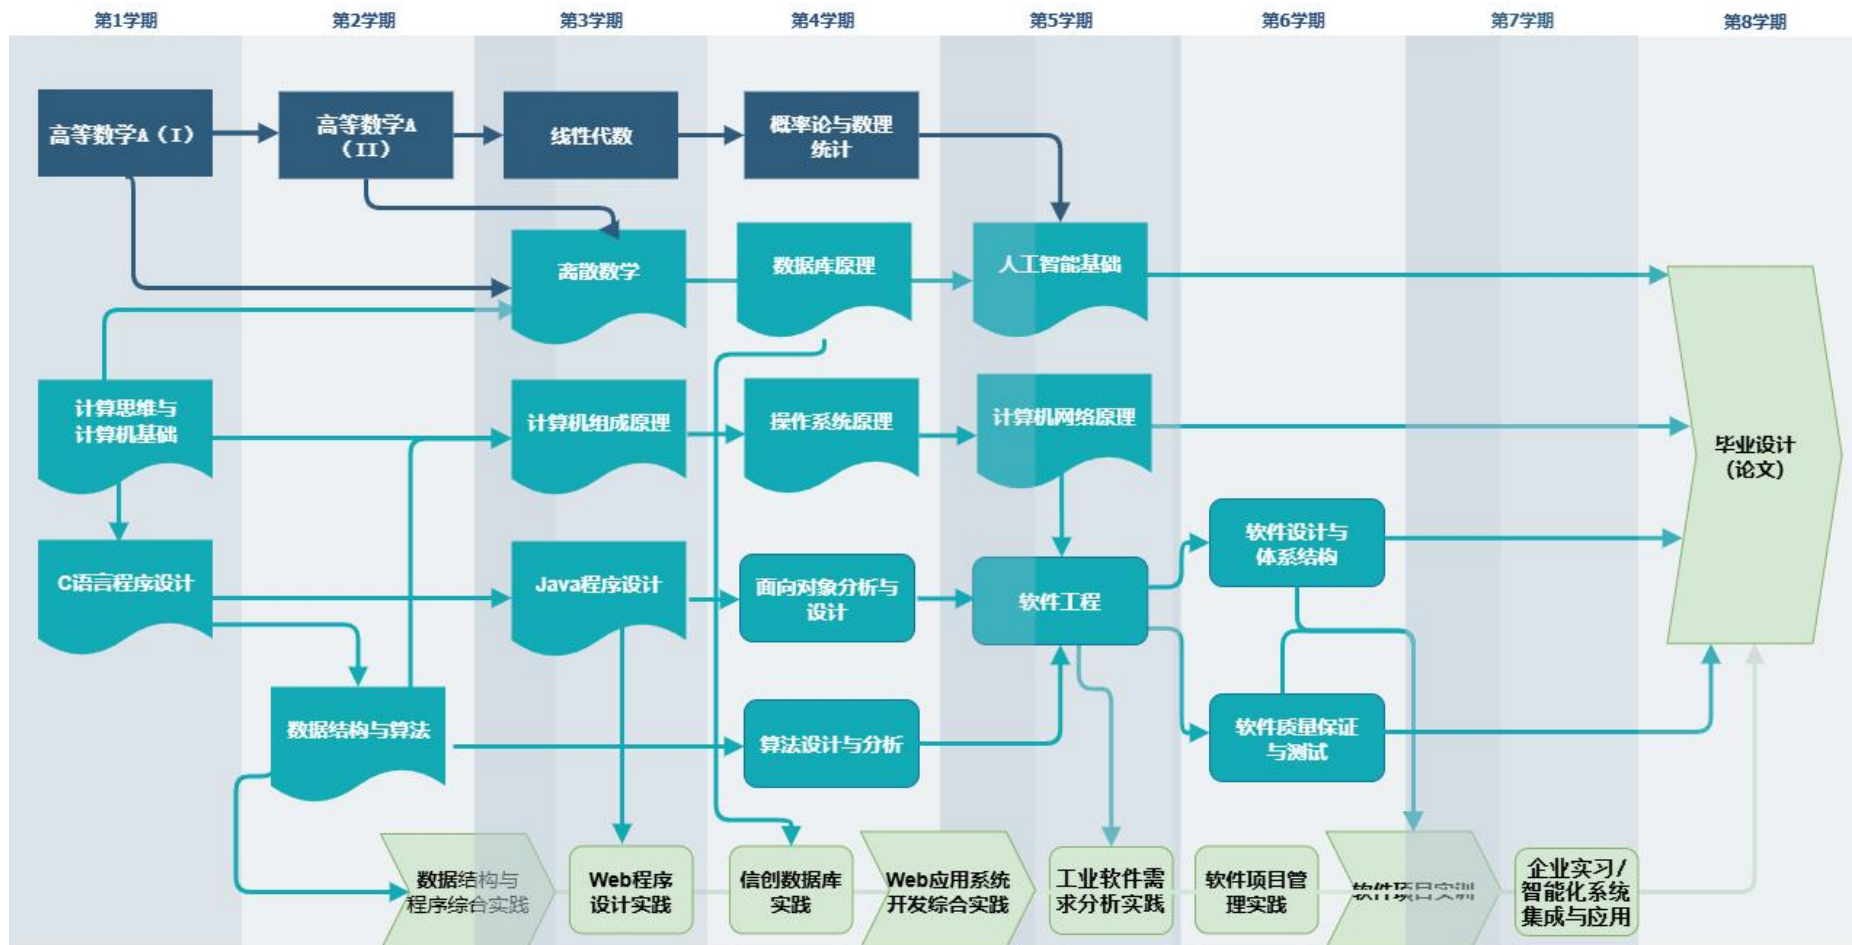 第1学期
第2学期
第3学期
第4学期
第5学期
第6学期
第7学期
第8学期
高等数学A（I）
高等数学A
（II）
线性代数
概率论与数理
统计
离散数学
数据库原理
人工智能基础
计算思维与
计算机基础
计算机组成原理
操作系统原理
计算机网络原理
毕业设计
（论文）
C语言程序设计
Java程序设计
面向对象分析与
设计
软件工程
软件设计与
体系结构
数据结构与算法
算法设计与分析
软件质量保证
与测试
数据结构与
程序综合实践
Web程序
设计实践
信创数据库
实践
Web应用系统
开发综合实践
工业软件需
求分析实践
软件项目管
理实践
软件项目实训
企业实习/
智能化系统
集成与应用